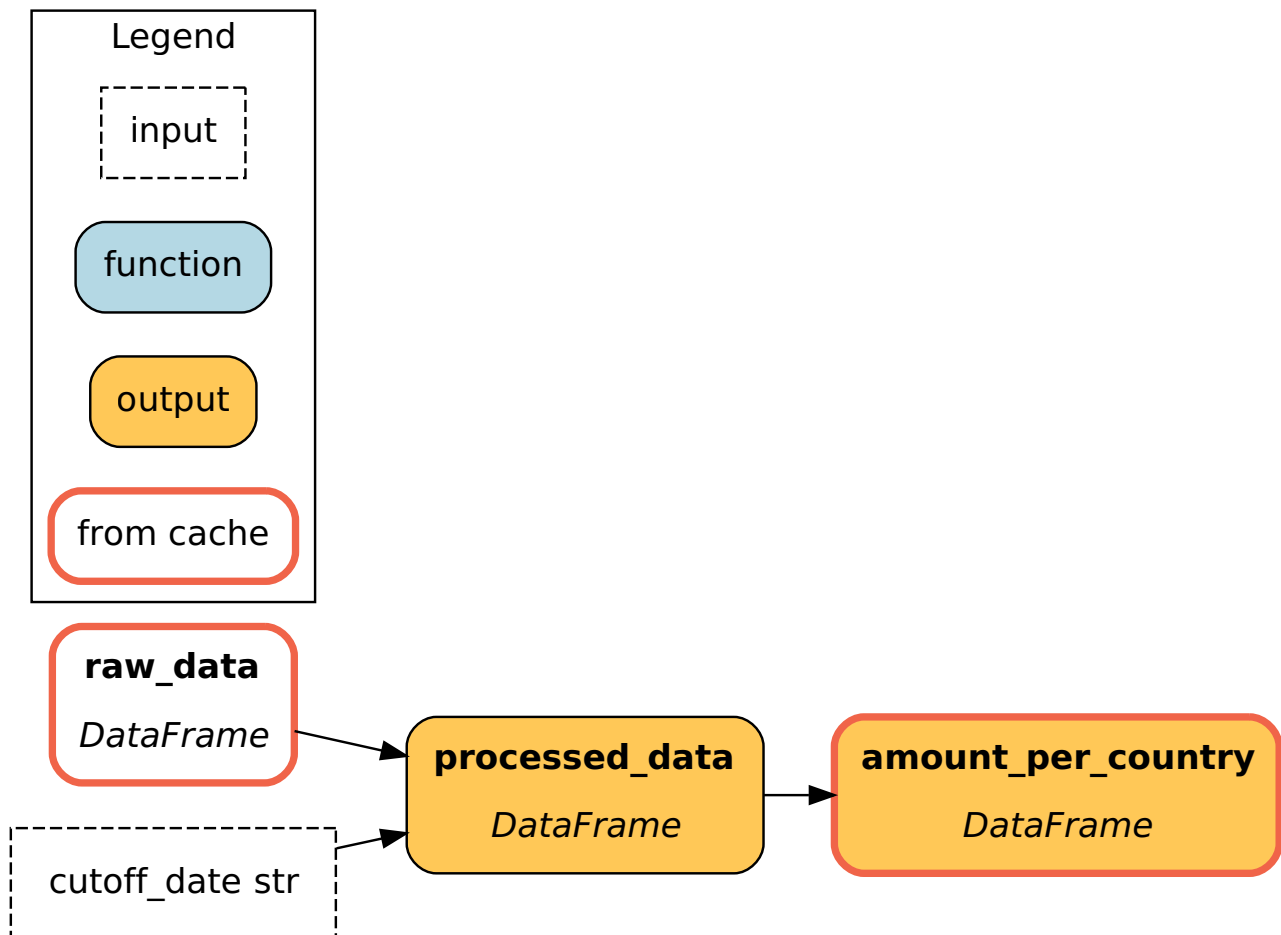 Legend
input
function
output
from cache
raw_data
DataFrame
cutoff_date str
processed_data
DataFrame
amount_per_country
DataFrame